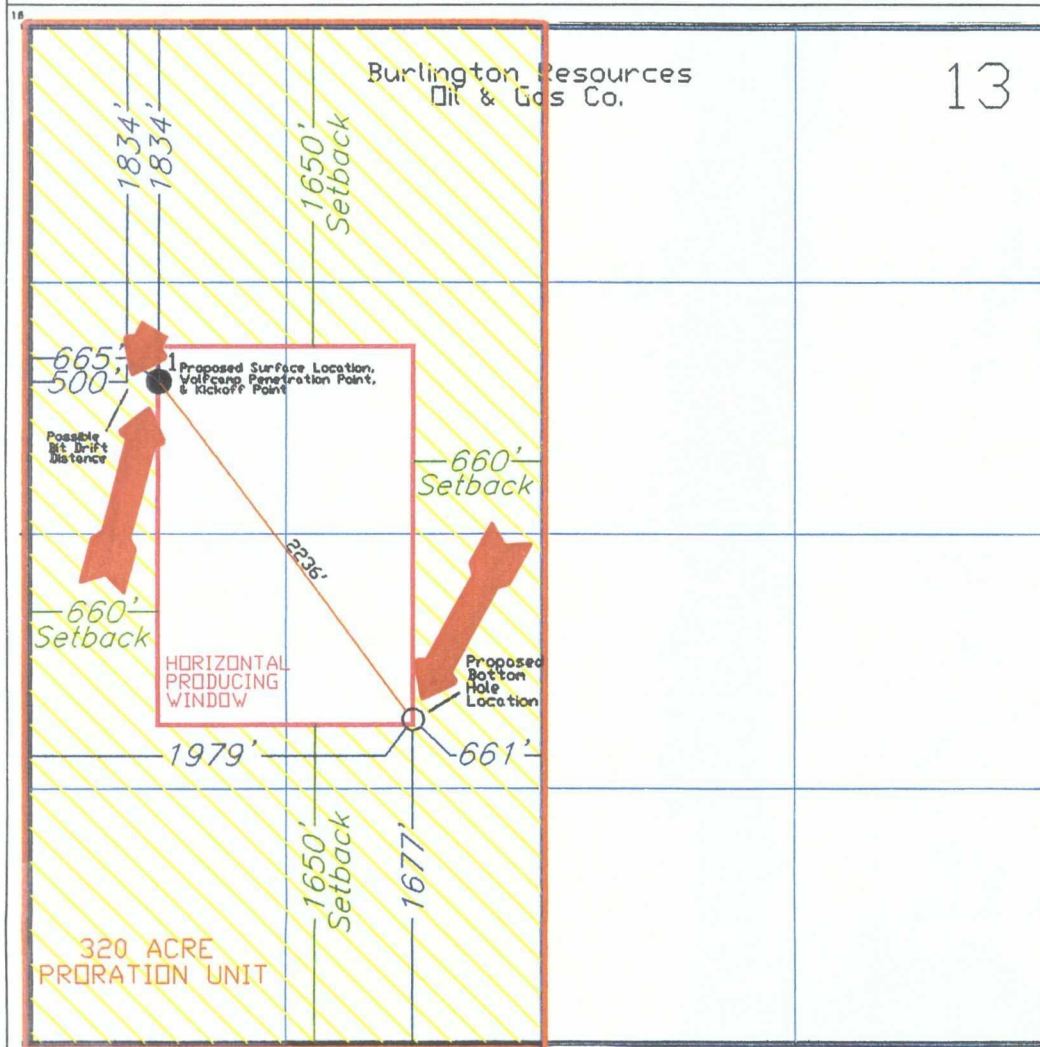 16
Burlington Resources
Oil & Gas Co.
13
1834'
1834'
1650'
Setback
665'
500'
1
Proposed Surface Location,
Wolfcamp Penetration Point,
& Kickoff Point
Possible
Bit Drift
Distance
660'
Setback
2236'
660'
Setback
HORIZONTAL
PRODUCING
WINDOW
Proposed
Bottom
Hole
Location
1979'
661'
1650'
Setback
1677'
320 ACRE
PRORATION UNIT